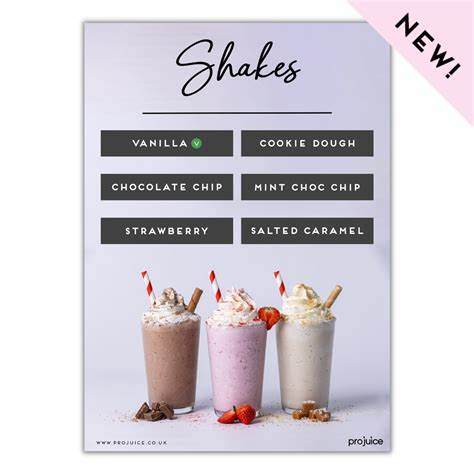 NEW!
Shakes
VANILLA V
COOKIE DOUGH
CHOCOLATE CHIP
MINT CHOC CHIP
STRAWBERRY
SALTED CARAMEL
WWW.PROJUICE.CO.UK
projuice